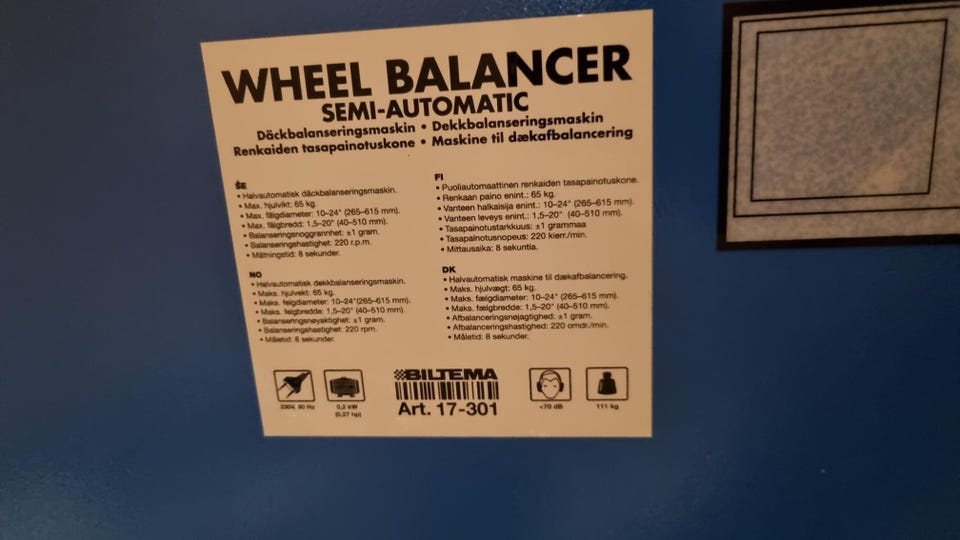 WHEEL BALANCER
SEMI-AUTOMATIC
Däckbalanseringsmaskin • Dekkbalanseringsmaskin
Renkaiden tasapainotuskone • Maskine til dækafbalancering
SE
• Halvautomatisk däckbalanseringsmaskin.
• Max. hjulvikt: 65 kg.
• Max. fälgdiameter: 10–24" (265–615 mm).
• Max. fälgbredd: 1,5–20" (40–510 mm).
• Balanseringsnoggrannhet: ±1 gram.
• Balanseringshastighet: 220 r.p.m.
• Mätningstid: 8 sekunder.
NO
• Halvautomatisk dekkbalanseringsmaskin.
• Maks. hjulvekt: 65 kg.
• Maks. felgdiameter: 10–24" (265–615 mm).
• Maks. felgbredde: 1,5–20" (40–510 mm).
• Balanseringsnøyaktighet: ±1 gram.
• Balanseringshastighet: 220 rpm.
• Måletid: 8 sekunder.
FI
• Puoliautomaattinen renkaiden tasapainotuskone.
• Renkaan paino enint.: 65 kg.
• Vanteen halkaisija enint.: 10–24" (265–615 mm).
• Vanteen leveys enint.: 1,5–20" (40–510 mm).
• Tasapainotustarkkuus: ±1 grammaa
• Tasapainotusnopeus: 220 kierr./min.
• Mittausaika: 8 sekuntia.
DK
• Halvautomatisk maskine til dækafbalancering.
• Maks. hjulvægt: 65 kg.
• Maks. fælgdiameter: 10–24" (265–615 mm).
• Maks. fælgbredde: 1,5–20" (40–510 mm).
• Afbalanceringsnøjagtighed: ±1 gram.
• Afbalanceringshastighed: 220 omdr./min.
• Måletid: 8 sekunder.
230V, 50 Hz
0,2 kW
(0,27 hp)
BILTEMA
Art. 17-301
<70 dB
111 kg